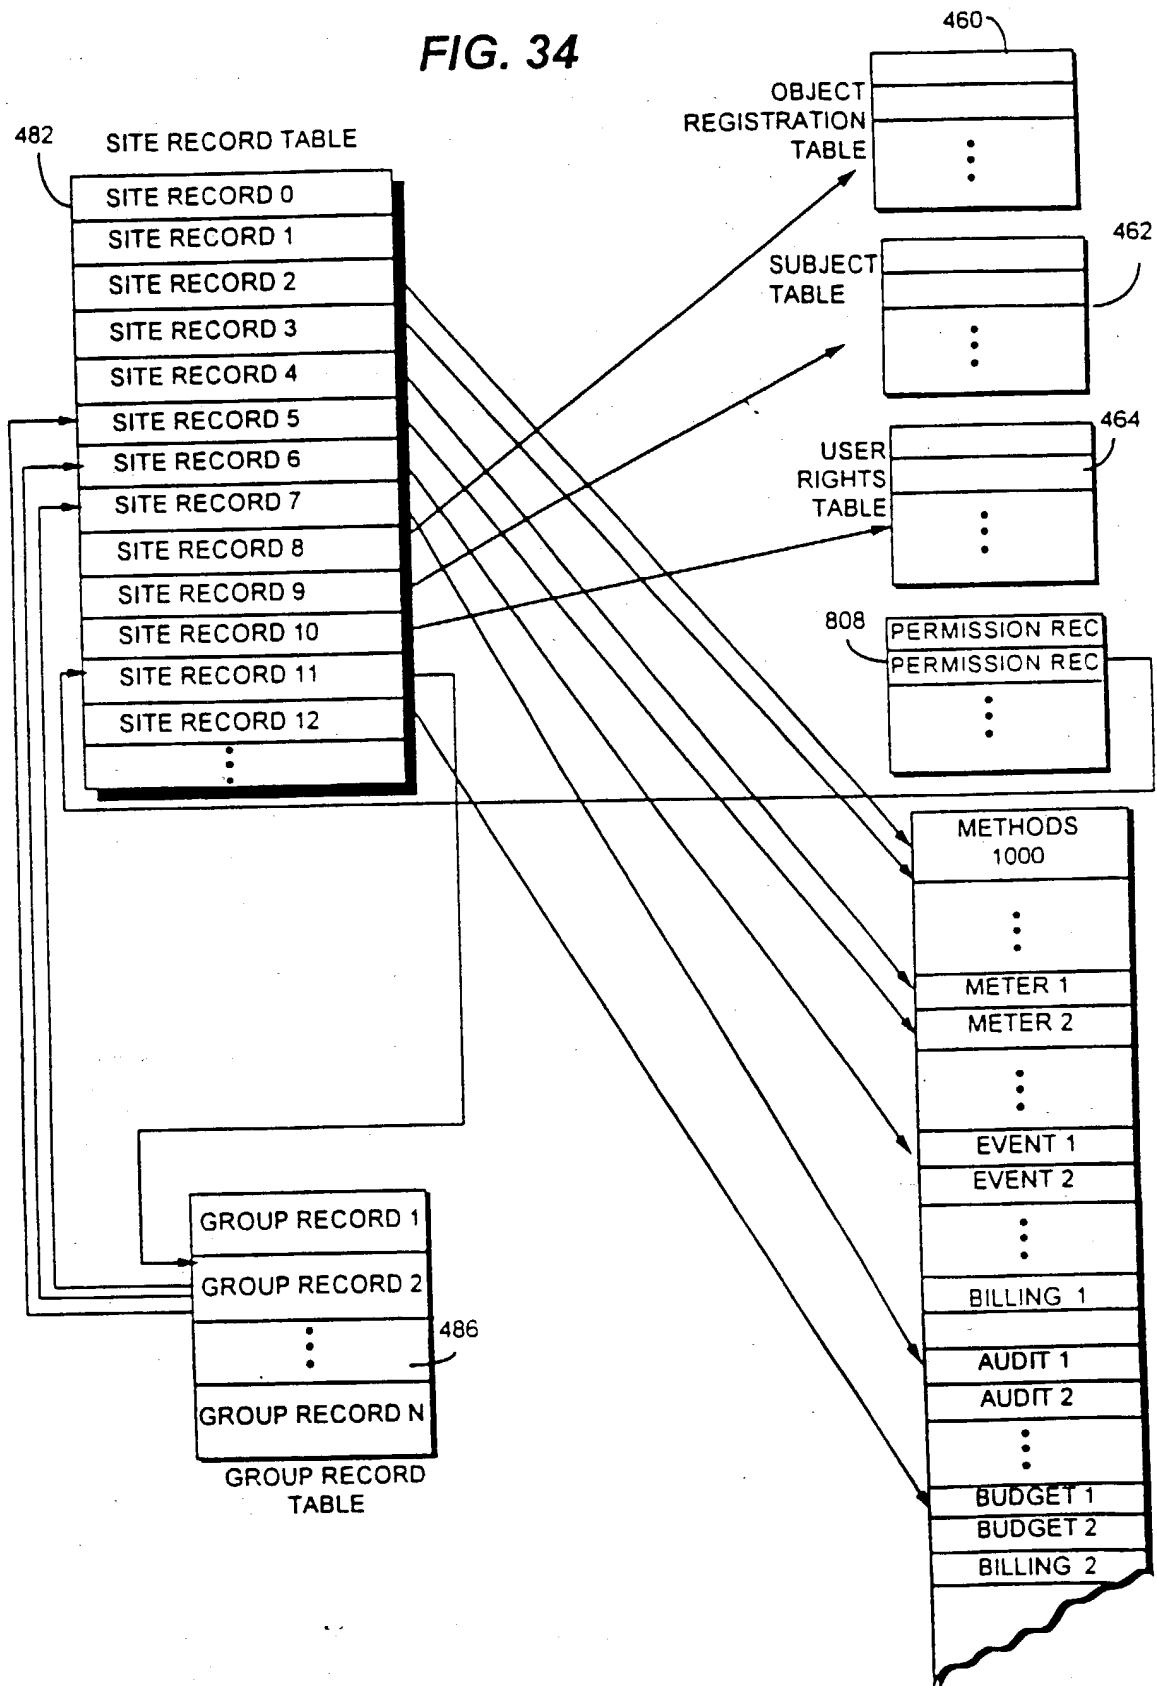 FIG. 34
482
SITE RECORD TABLE
SITE RECORD 0
SITE RECORD 1
SITE RECORD 2
SITE RECORD 3
SITE RECORD 4
SITE RECORD 5
SITE RECORD 6
SITE RECORD 7
SITE RECORD 8
SITE RECORD 9
SITE RECORD 10
SITE RECORD 11
SITE RECORD 12
460
OBJECT
REGISTRATION
TABLE
462
SUBJECT
TABLE
464
USER
RIGHTS
TABLE
808
PERMISSION REC
PERMISSION REC
METHODS
1000
METER 1
METER 2
EVENT 1
EVENT 2
BILLING 1
AUDIT 1
AUDIT 2
BUDGET 1
BUDGET 2
BILLING 2
GROUP RECORD 1
GROUP RECORD 2
486
GROUP RECORD N
GROUP RECORD
TABLE